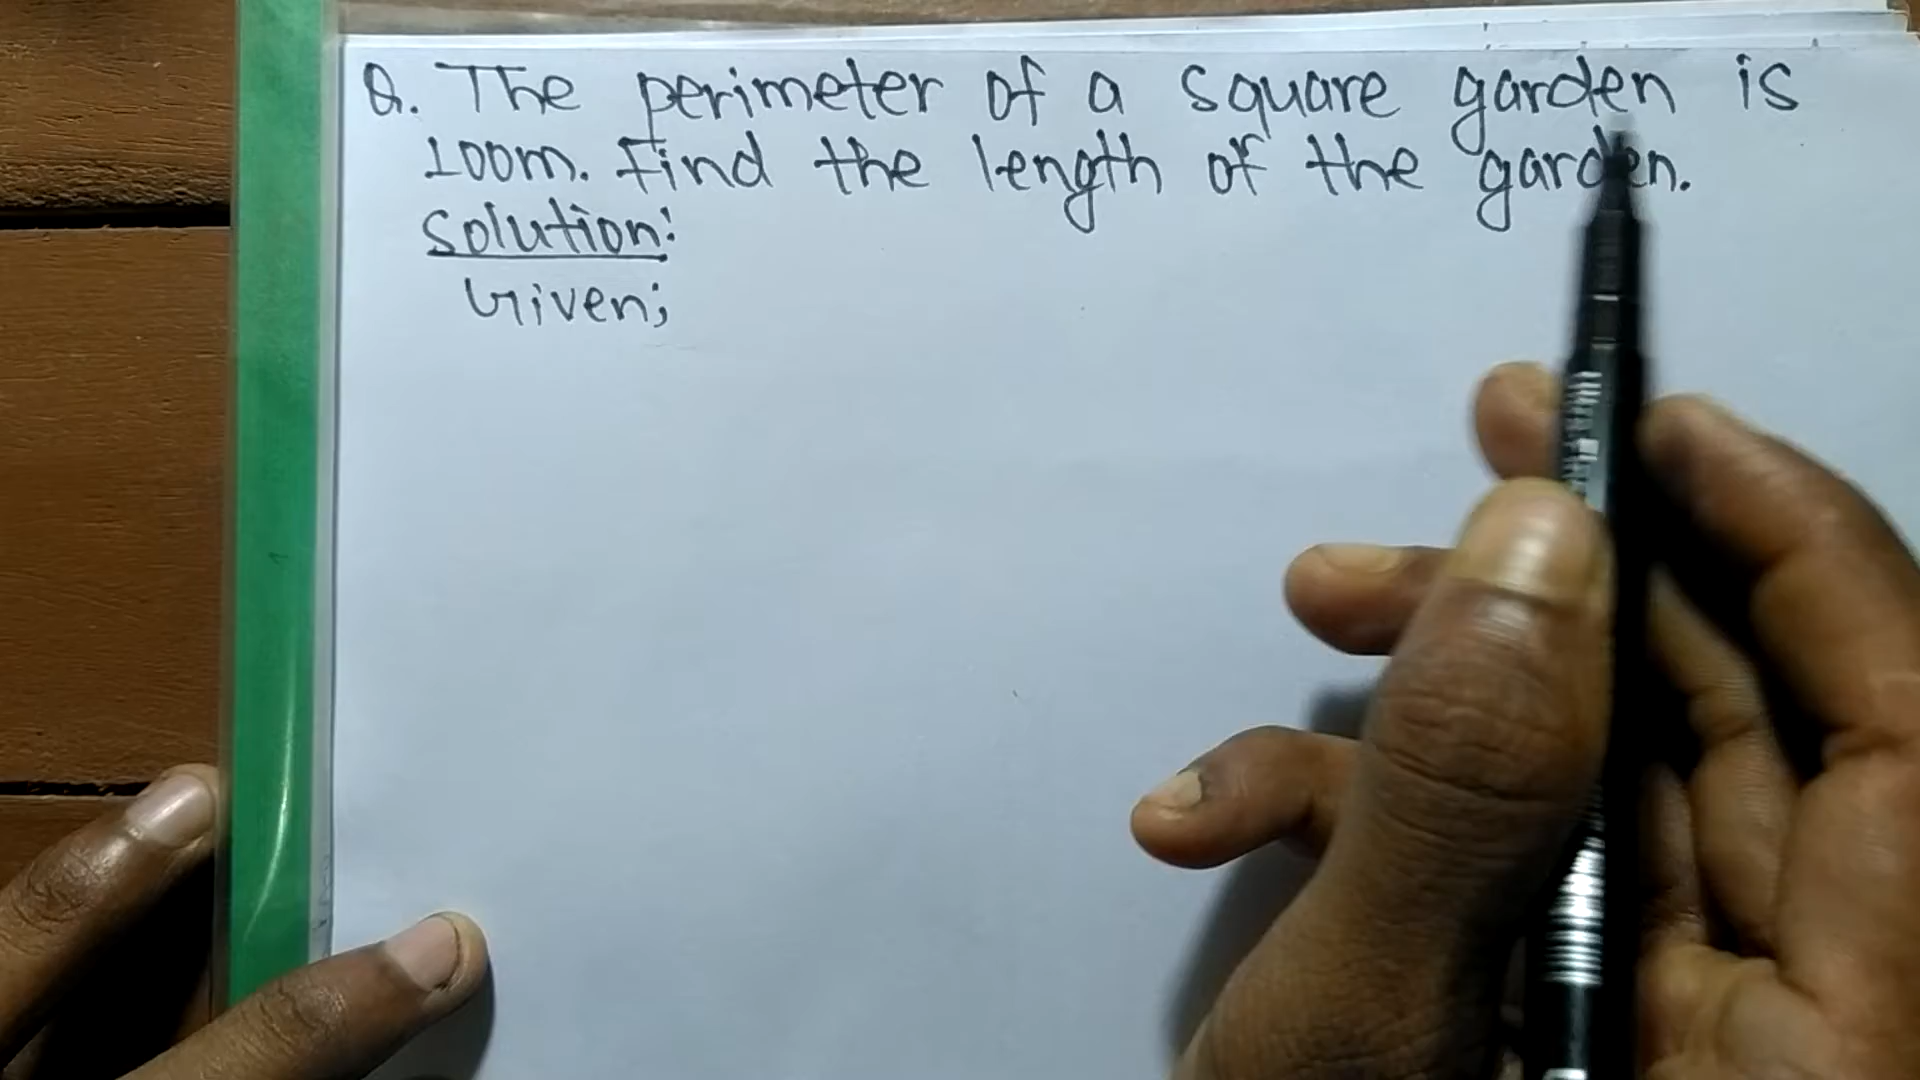 Q. The perimeter of a square garden is
100m. Find the length of the garden.
Solution:
Given;